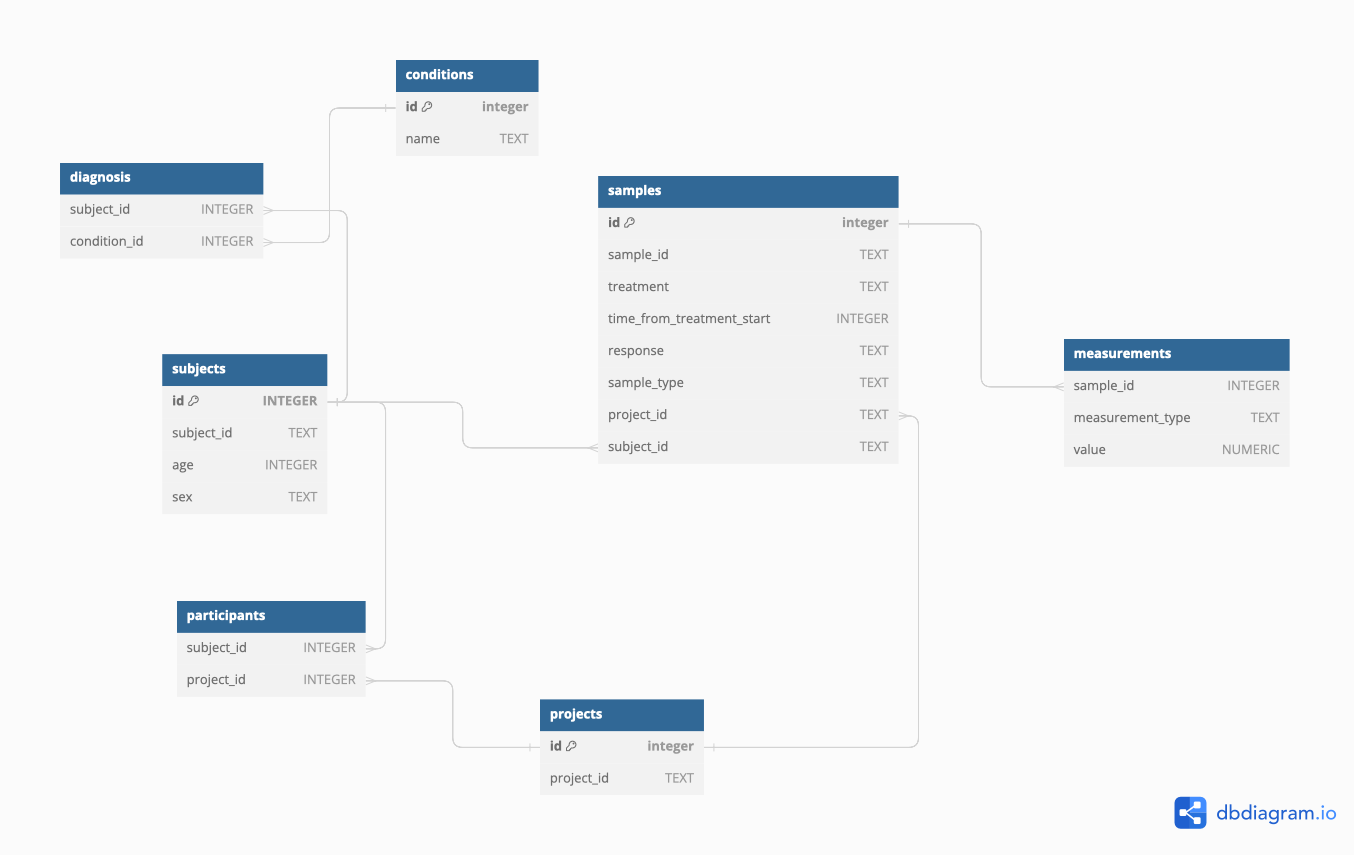 conditions
id integer
name TEXT
diagnosis
subject_id INTEGER
condition_id INTEGER
samples
id integer
sample_id TEXT
treatment TEXT
time_from_treatment_start INTEGER
response TEXT
sample_type TEXT
project_id TEXT
subject_id TEXT
measurements
sample_id INTEGER
measurement_type TEXT
value NUMERIC
subjects
id INTEGER
subject_id TEXT
age INTEGER
sex TEXT
participants
subject_id INTEGER
project_id INTEGER
projects
id integer
project_id TEXT
dbdiagram.io